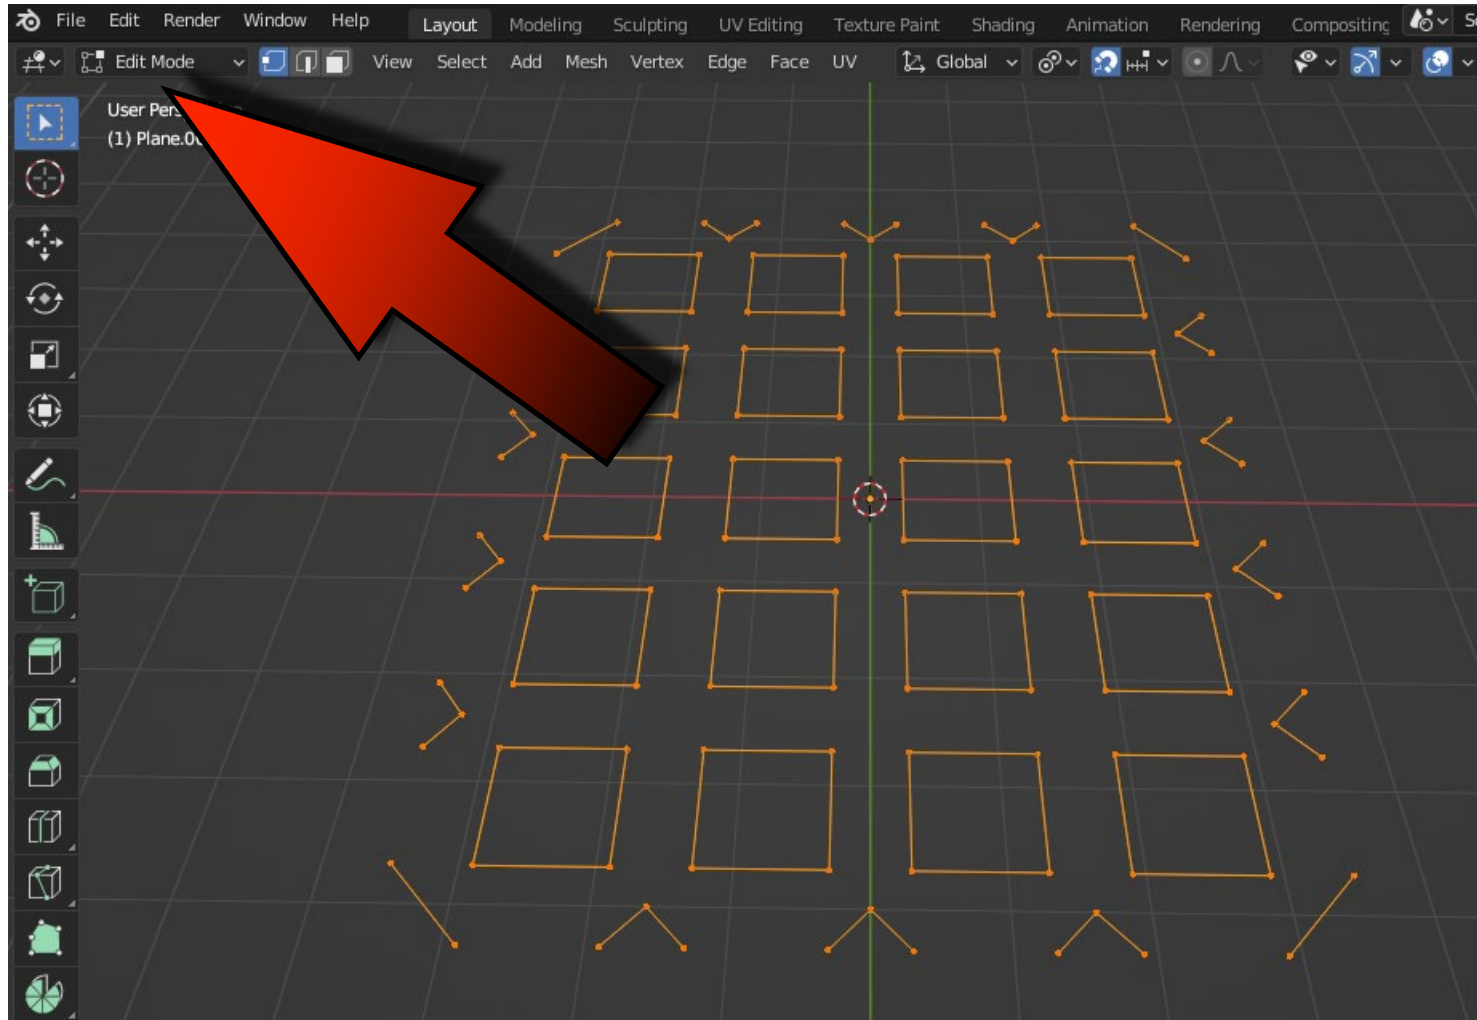 File Edit Render Window Help Layout Modeling Sculpting UV Editing Texture Paint Shading Animation Rendering Compositing
Edit Mode View Select Add Mesh Vertex Edge Face UV Global
User Pers
(1) Plane.0